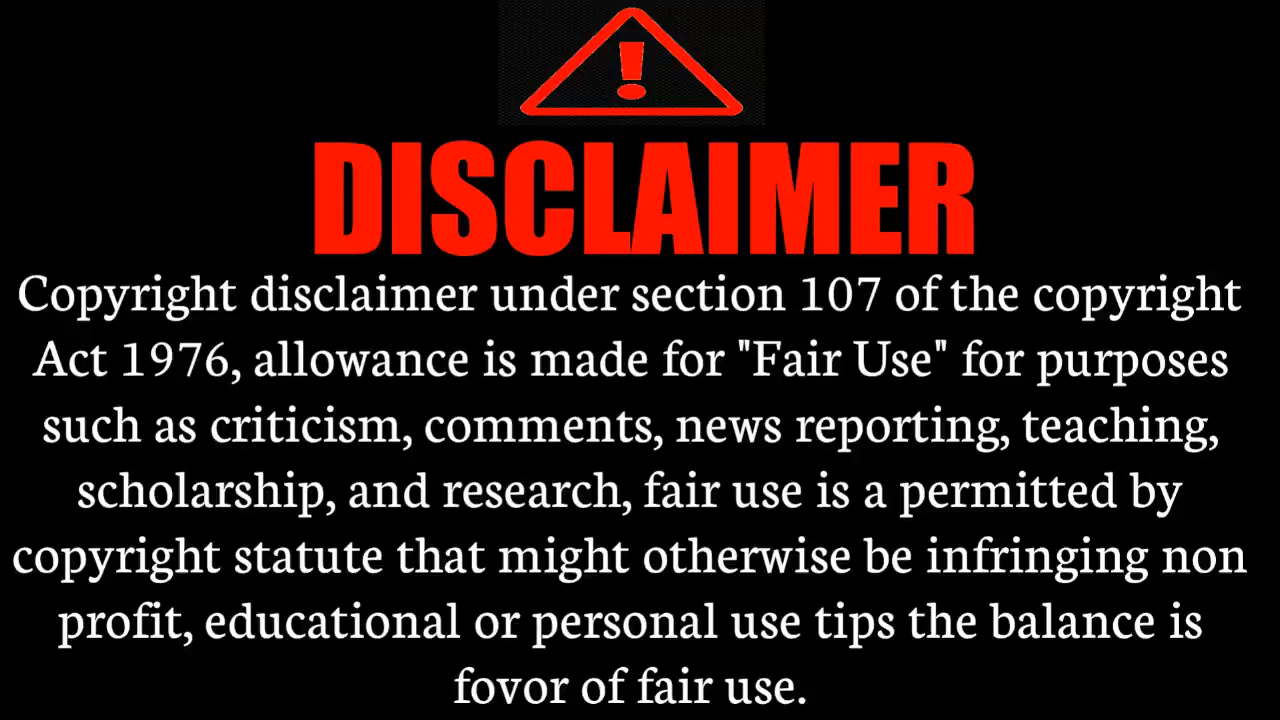 DISCLAIMER
Copyright disclaimer under section 107 of the copyright
Act 1976, allowance is made for "Fair Use" for purposes
such as criticism, comments, news reporting, teaching,
scholarship, and research, fair use is a permitted by
copyright statute that might otherwise be infringing non
profit, educational or personal use tips the balance is
fovor of fair use.